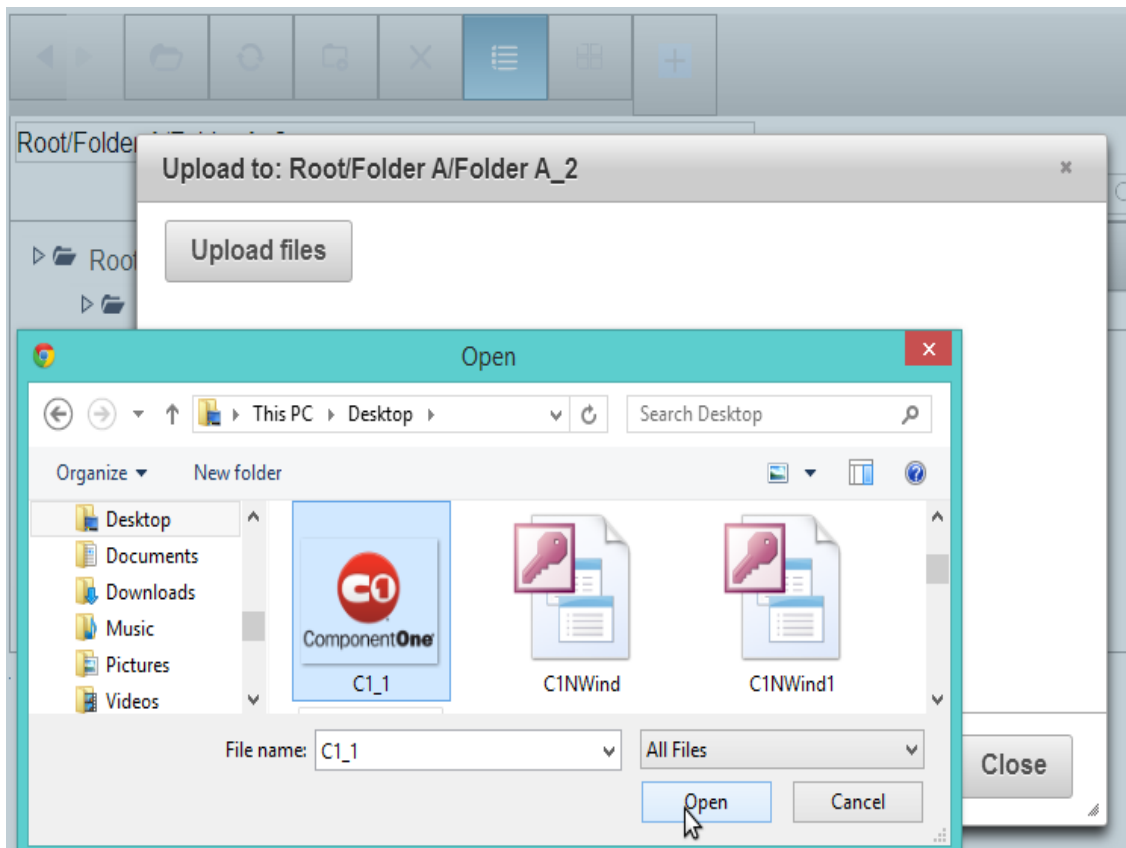 Root/Folder
Upload to: Root/Folder A/Folder A_2
Upload files
Root
Open
This PC
Desktop
Search Desktop
Organize
New folder
Desktop
Documents
Downloads
Music
Pictures
Videos
C1
ComponentOne
C1_1
C1NWind
C1NWind1
File name:
C1_1
All Files
Open
Cancel
Close